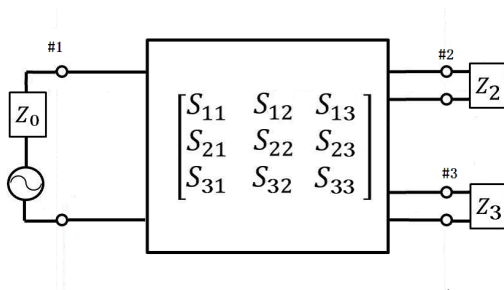 #1
#2
Z₂
Z₀
S₁₁ S₁₂ S₁₃
S₂₁ S₂₂ S₂₃
S₃₁ S₃₂ S₃₃
#3
Z₃